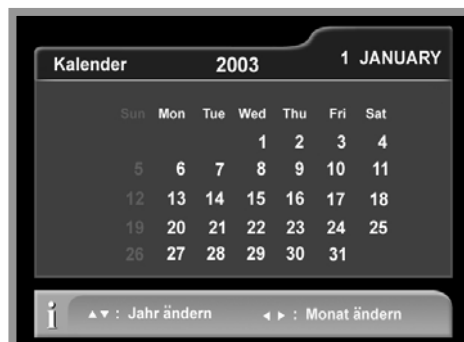 Kalender 2003 1 JANUARY
Sun Mon Tue Wed Thu Fri Sat
1 2 3 4
5 6 7 8 9 10 11
12 13 14 15 16 17 18
19 20 21 22 23 24 25
26 27 28 29 30 31
i ▲▼ : Jahr ändern ◀ ▶ : Monat ändern